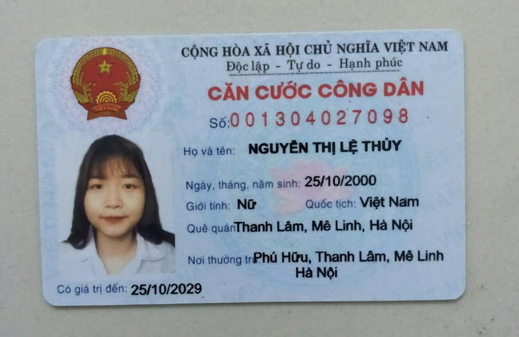 CỘNG HÒA XÃ HỘI CHỦ NGHĨA VIỆT NAM
Độc lập - Tự do - Hạnh phúc
CĂN CƯỚC CÔNG DÂN
Số: 001304027098
Họ và tên: NGUYỄN THỊ LỆ THỦY
Ngày, tháng, năm sinh: 25/10/2000
Giới tính: Nữ Quốc tịch: Việt Nam
Quê quán Thanh Lâm, Mê Linh, Hà Nội
Nơi thường tr Phú Hữu, Thanh Lâm, Mê Linh
Hà Nội
Có giá trị đến: 25/10/2029